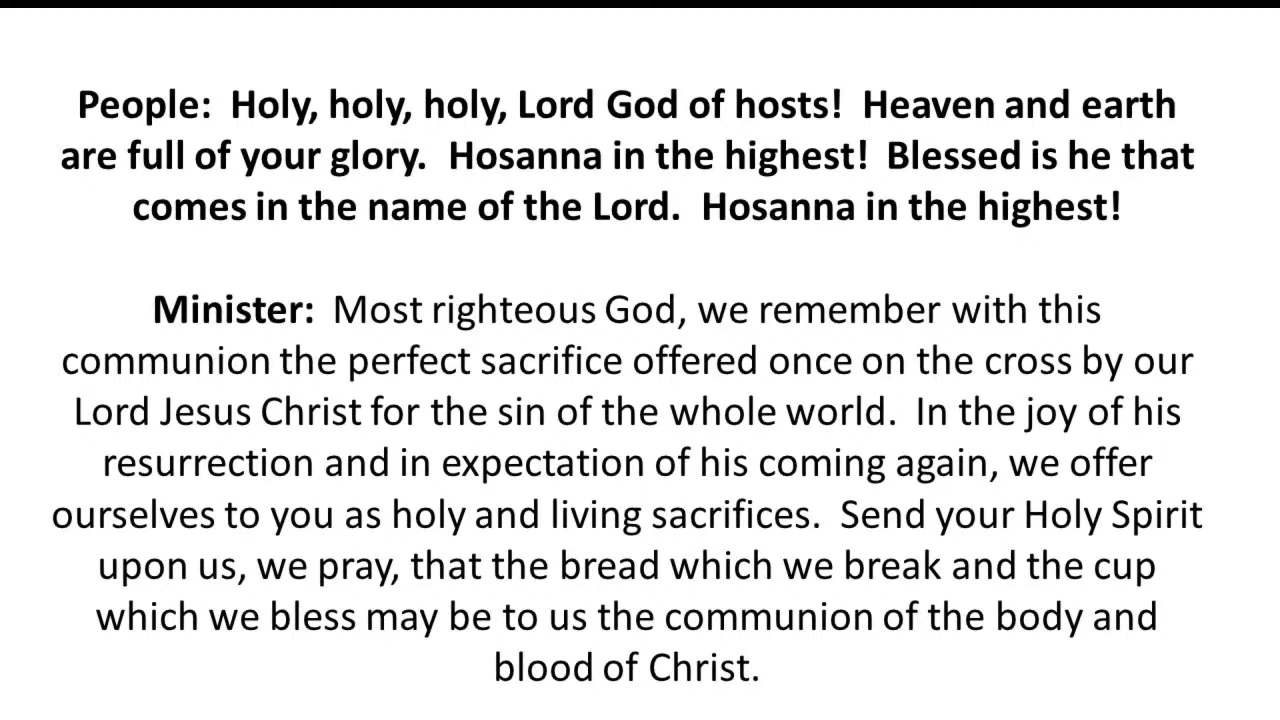 People:  Holy, holy, holy, Lord God of hosts!  Heaven and earth
are full of your glory.  Hosanna in the highest!  Blessed is he that
comes in the name of the Lord.  Hosanna in the highest!
Minister:  Most righteous God, we remember with this
communion the perfect sacrifice offered once on the cross by our
Lord Jesus Christ for the sin of the whole world.  In the joy of his
resurrection and in expectation of his coming again, we offer
ourselves to you as holy and living sacrifices.  Send your Holy Spirit
upon us, we pray, that the bread which we break and the cup
which we bless may be to us the communion of the body and
blood of Christ.